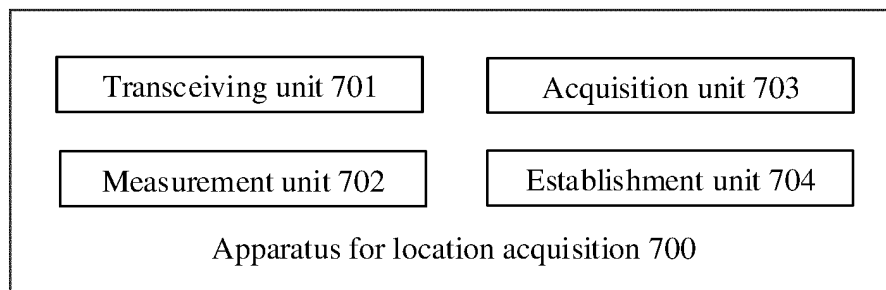 Transceiving unit 701
Acquisition unit 703
Measurement unit 702
Establishment unit 704
Apparatus for location acquisition 700